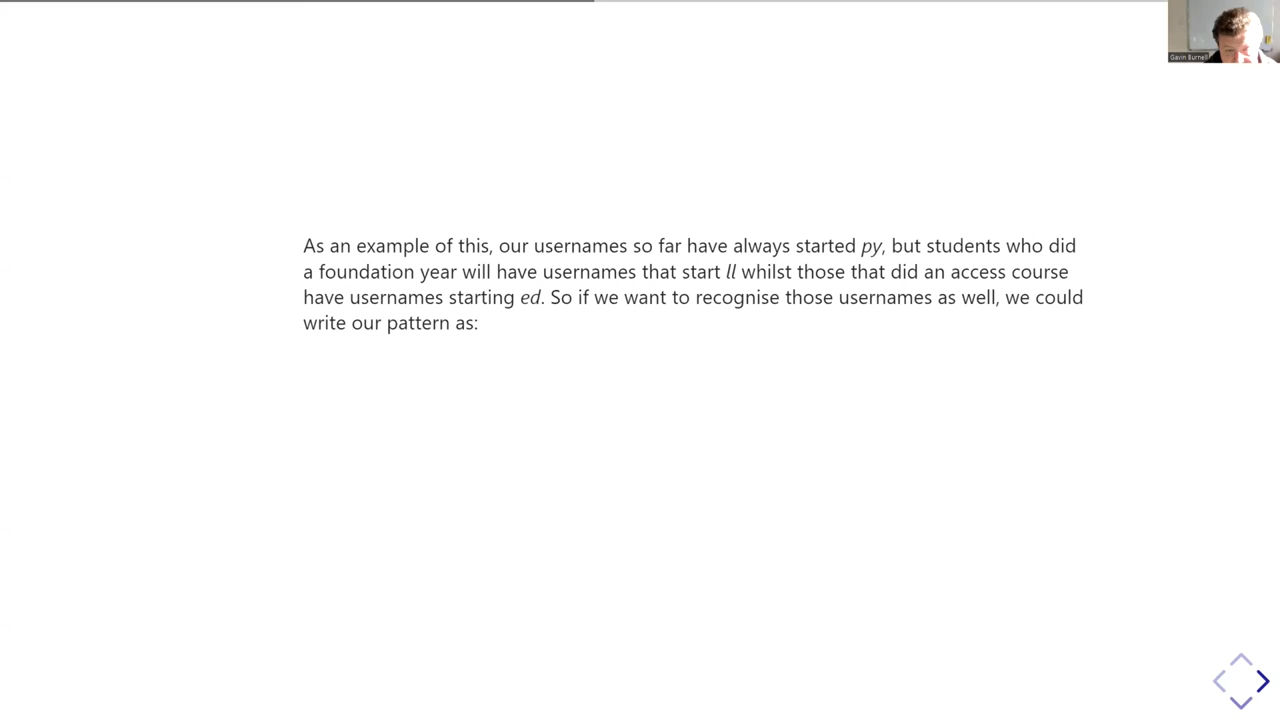 Gavin Burnell
As an example of this, our usernames so far have always started py, but students who did
a foundation year will have usernames that start ll whilst those that did an access course
have usernames starting ed. So if we want to recognise those usernames as well, we could
write our pattern as: